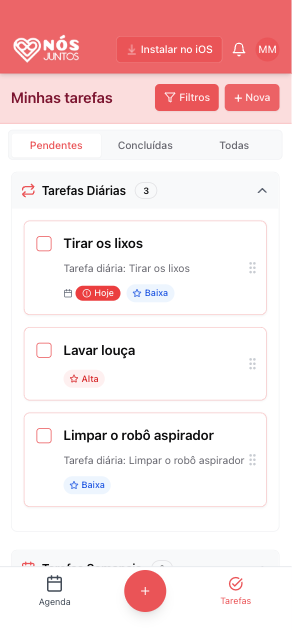 NÓS
JUNTOS
Instalar no iOS
MM
Minhas tarefas
Filtros
+ Nova
Pendentes
Concluídas
Todas
Tarefas Diárias
3
Tirar os lixos
Tarefa diária: Tirar os lixos
Hoje
Baixa
Lavar louça
Alta
Limpar o robô aspirador
Tarefa diária: Limpar o robô aspirador
Baixa
Agenda
+
Tarefas